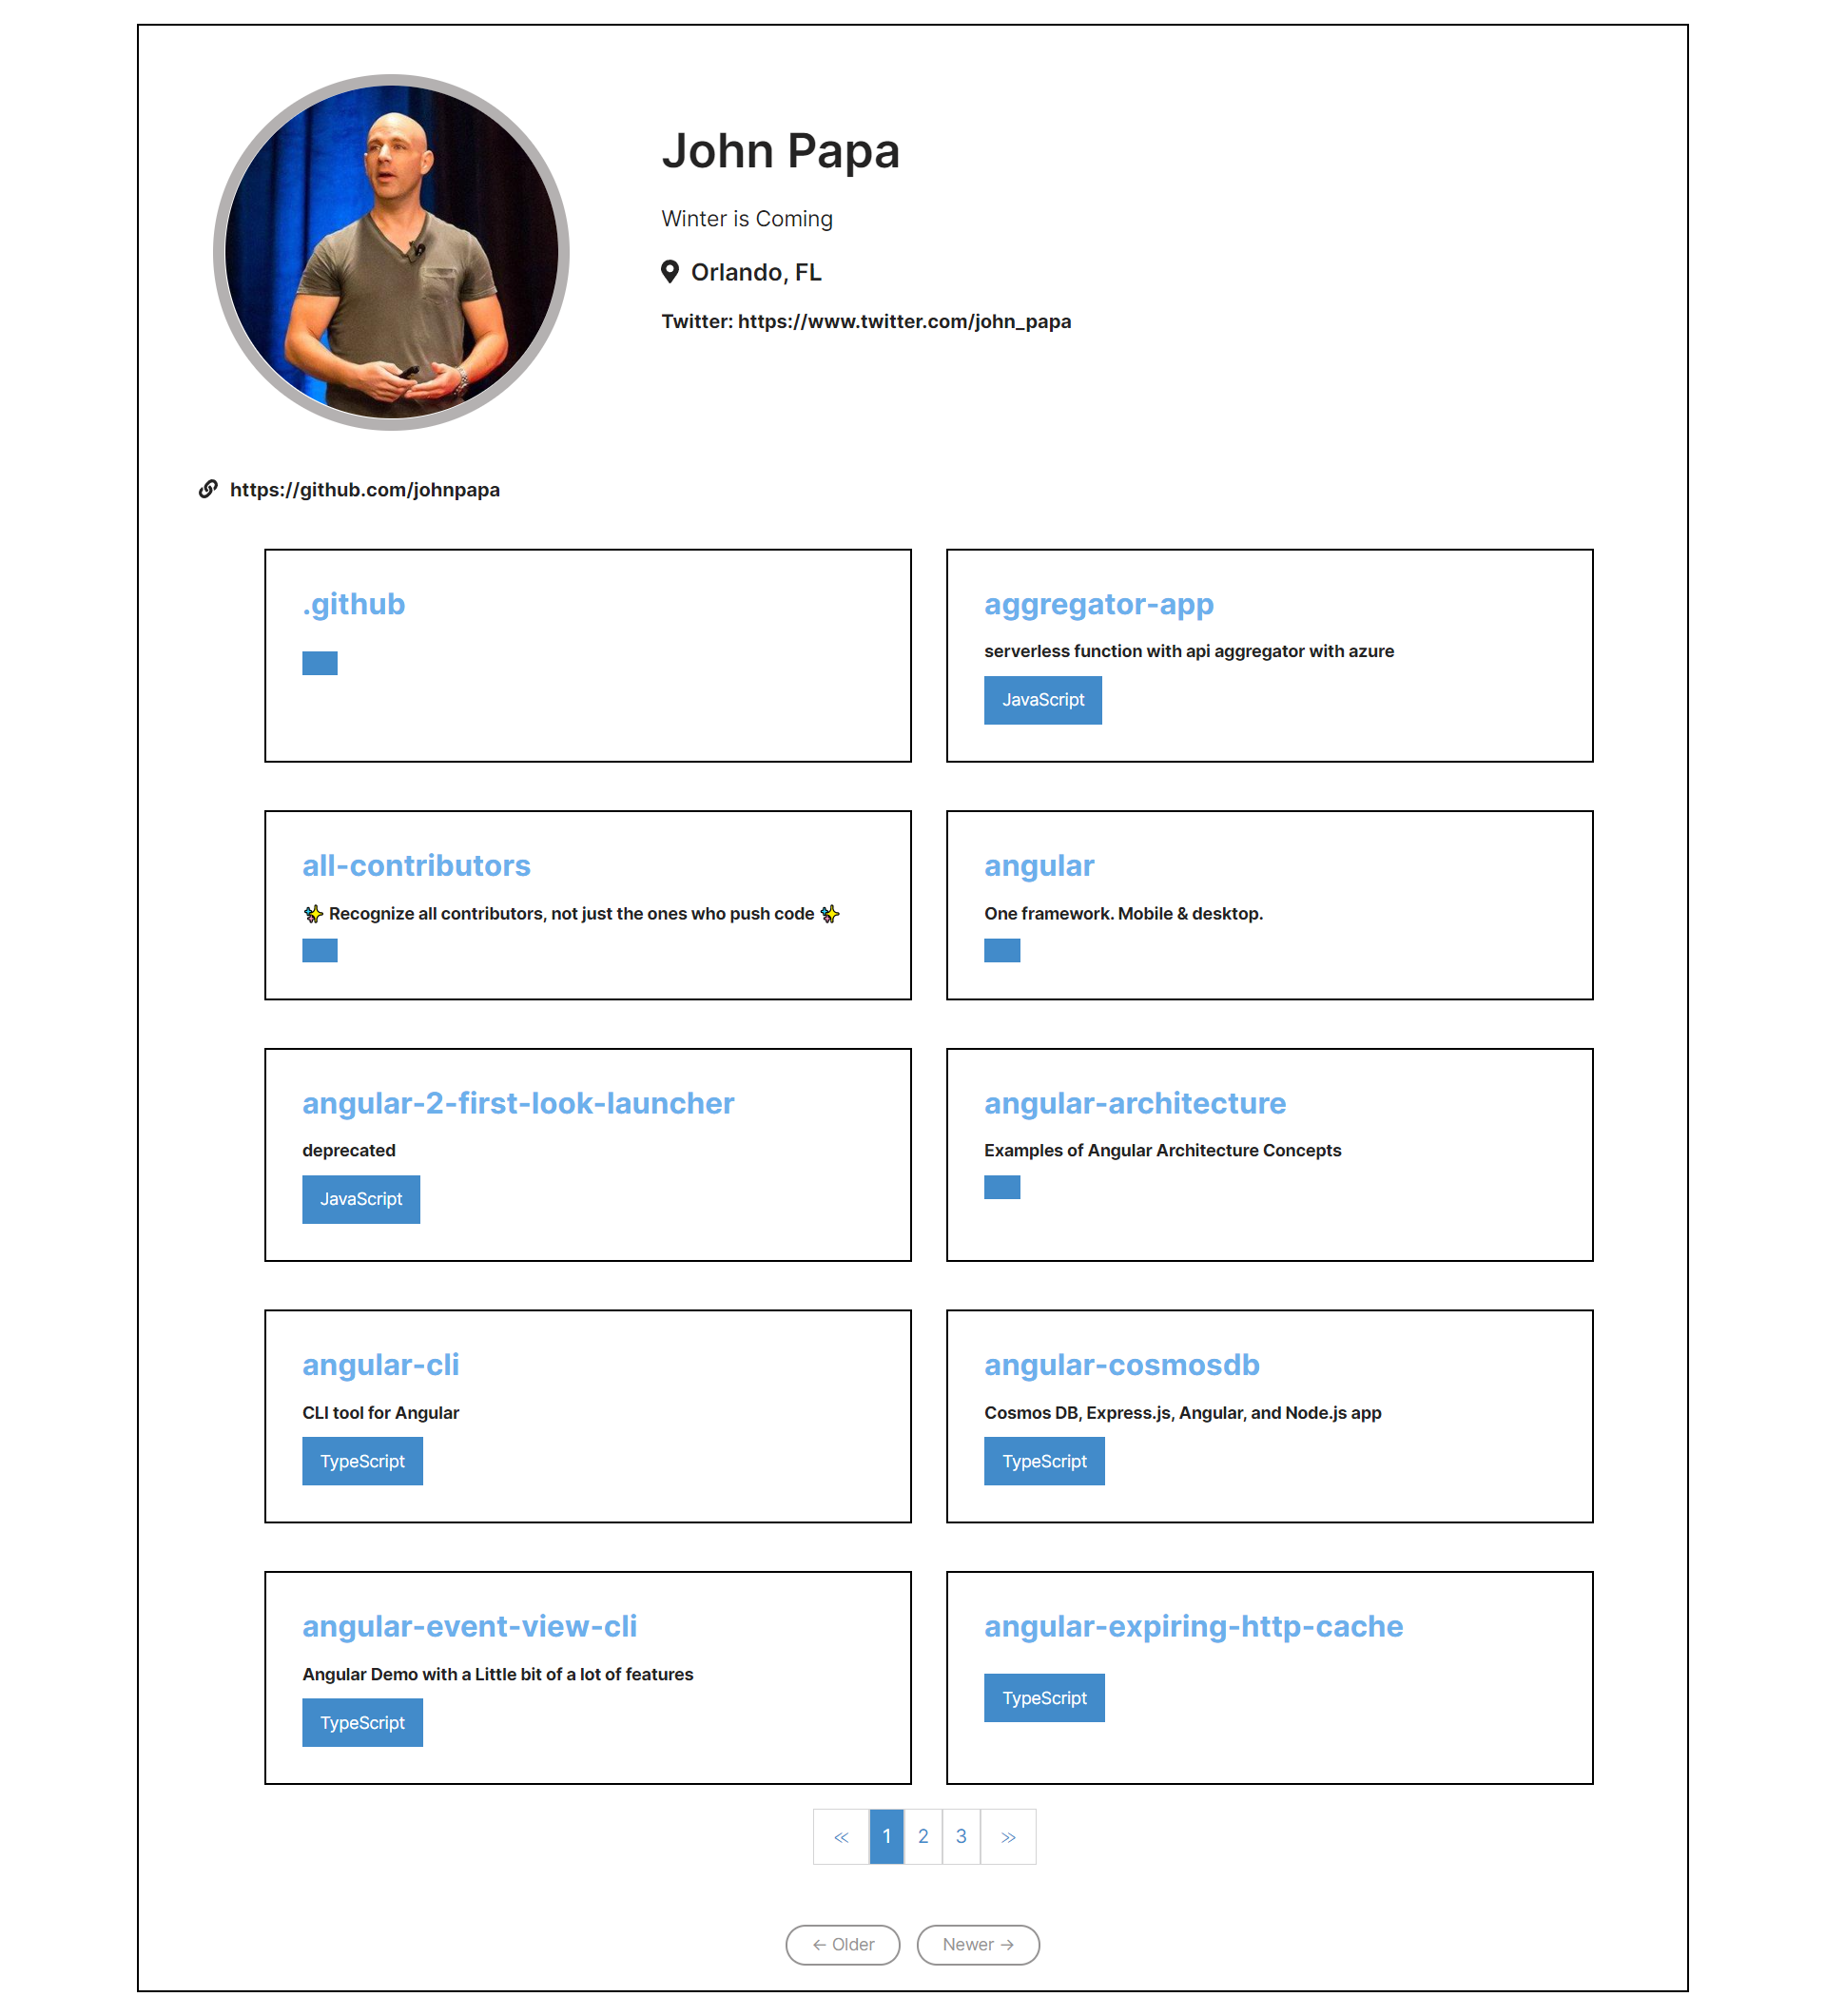 John Papa
Winter is Coming
Orlando, FL
Twitter: https://www.twitter.com/john_papa
https://github.com/johnpapa
.github
aggregator-app
serverless function with api aggregator with azure
JavaScript
all-contributors
✨ Recognize all contributors, not just the ones who push code ✨
angular
One framework. Mobile & desktop.
angular-2-first-look-launcher
deprecated
JavaScript
angular-architecture
Examples of Angular Architecture Concepts
angular-cli
CLI tool for Angular
TypeScript
angular-cosmosdb
Cosmos DB, Express.js, Angular, and Node.js app
TypeScript
angular-event-view-cli
Angular Demo with a Little bit of a lot of features
TypeScript
angular-expiring-http-cache
TypeScript
« 1 2 3 »
← Older Newer →